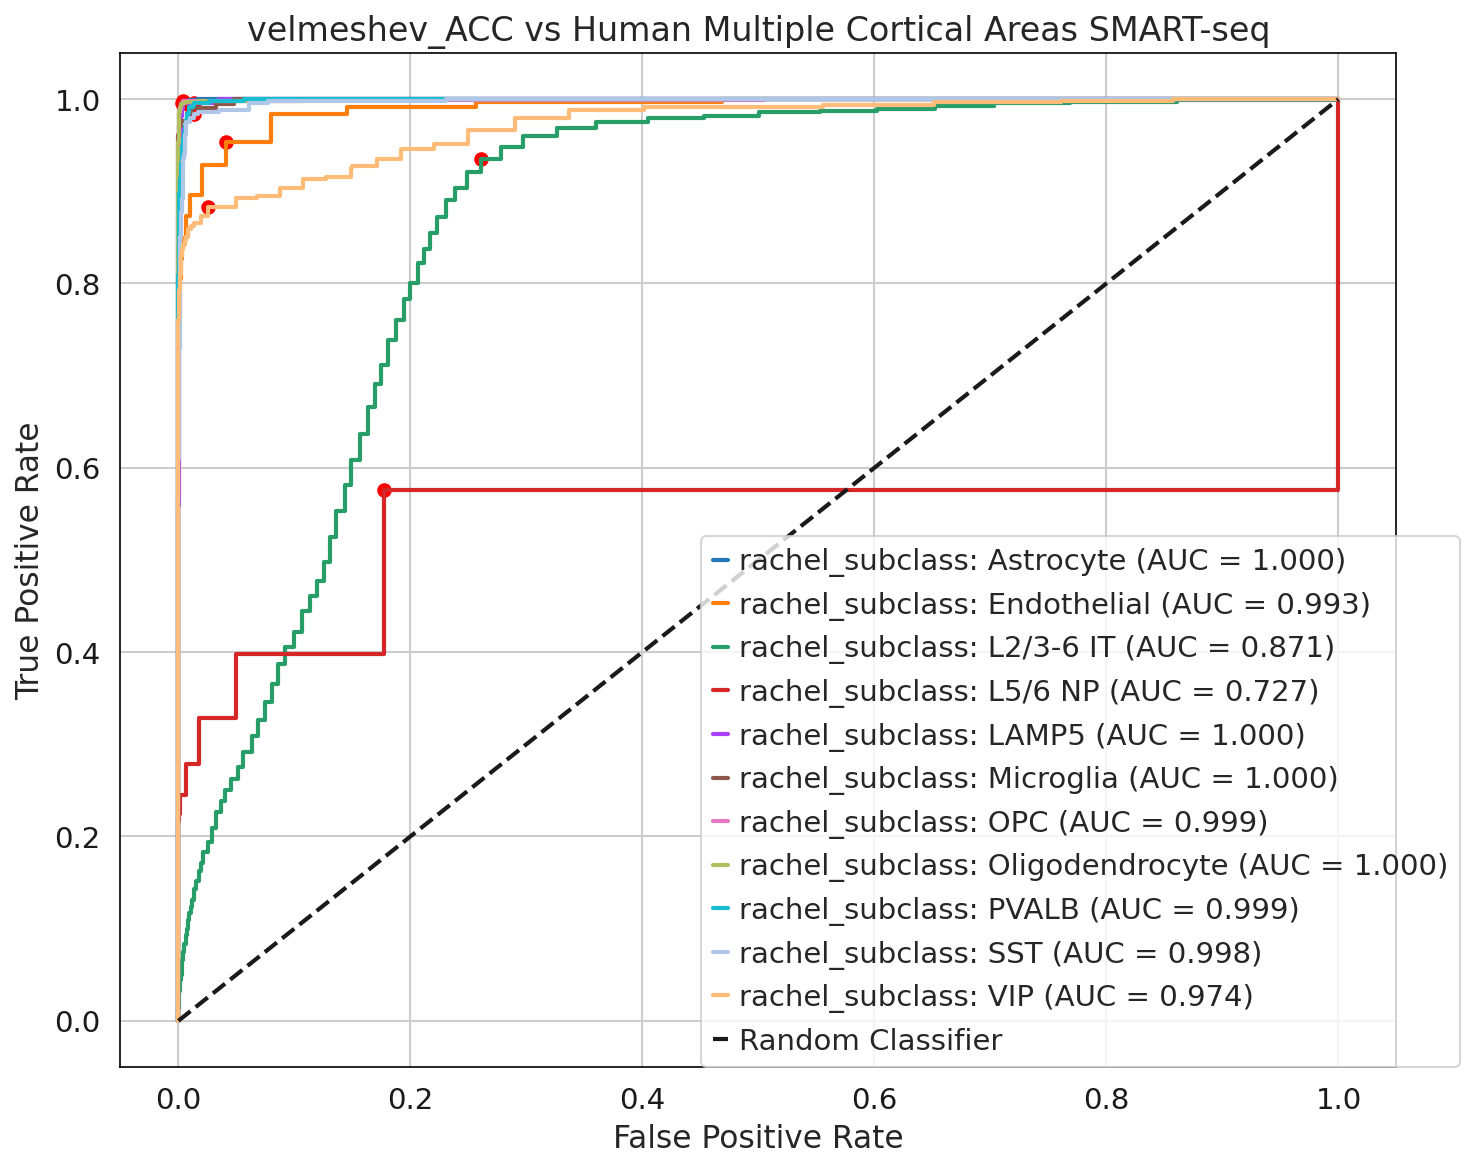 velmeshev_ACC vs Human Multiple Cortical Areas SMART-seq
1.0
0.8
0.6
0.4
0.2
0.0
True Positive Rate
rachel_subclass: Astrocyte (AUC = 1.000)
rachel_subclass: Endothelial (AUC = 0.993)
rachel_subclass: L2/3-6 IT (AUC = 0.871)
rachel_subclass: L5/6 NP (AUC = 0.727)
rachel_subclass: LAMP5 (AUC = 1.000)
rachel_subclass: Microglia (AUC = 1.000)
rachel_subclass: OPC (AUC = 0.999)
rachel_subclass: Oligodendrocyte (AUC = 1.000)
rachel_subclass: PVALB (AUC = 0.999)
rachel_subclass: SST (AUC = 0.998)
rachel_subclass: VIP (AUC = 0.974)
Random Classifier
0.0 0.2 0.4 0.6 0.8 1.0
False Positive Rate